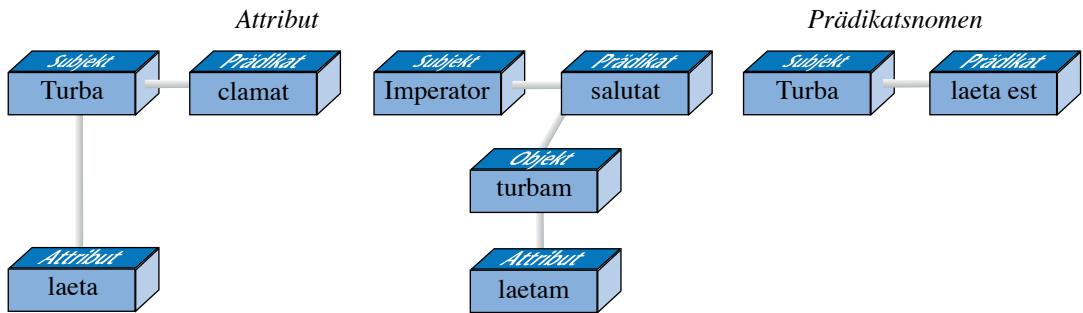 Attribut
Prädikatsnomen
Subjekt
Turba
Prädikat
clamat
Attribut
laeta
Subjekt
Imperator
Prädikat
salutat
Objekt
turbam
Attribut
laetam
Subjekt
Turba
Prädikat
laeta est